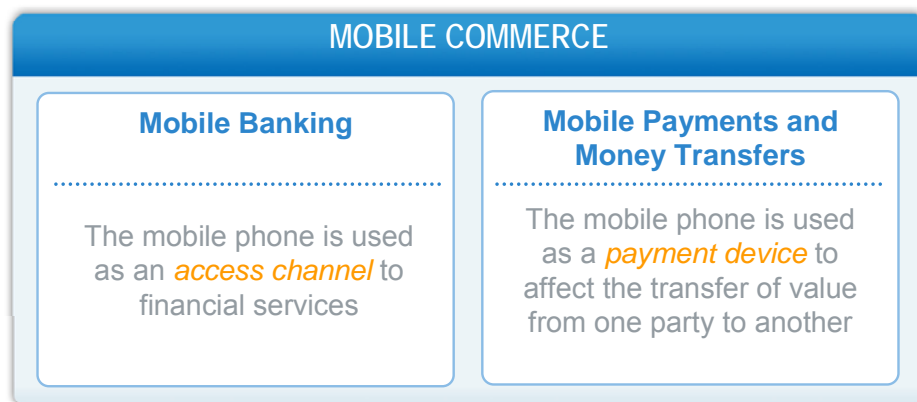 MOBILE COMMERCE
Mobile Banking
The mobile phone is used
as an access channel to
financial services
Mobile Payments and
Money Transfers
The mobile phone is used
as a payment device to
affect the transfer of value
from one party to another